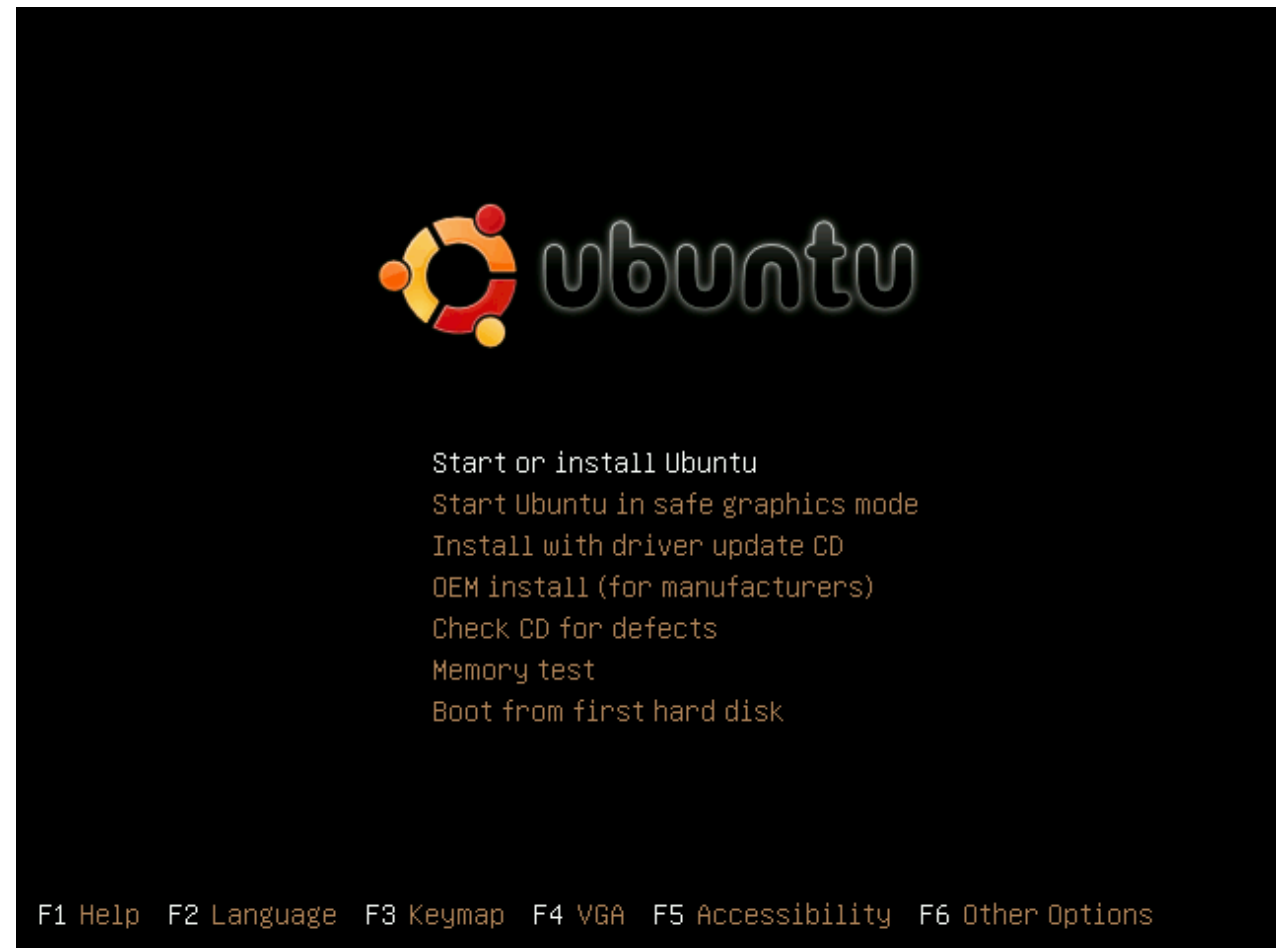 ubuntu
Start or install Ubuntu
Start Ubuntu in safe graphics mode
Install with driver update CD
OEM install (for manufacturers)
Check CD for defects
Memory test
Boot from first hard disk
F1 Help F2 Language F3 Keymap F4 VGA F5 Accessibility F6 Other Options